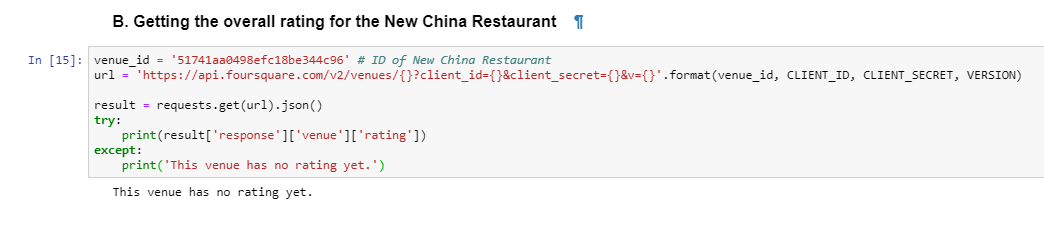 B. Getting the overall rating for the New China Restaurant ¶
In [15]: venue_id = '51741aa0498efc18be344c96' # ID of New China Restaurant
url = 'https://api.foursquare.com/v2/venues/{}?client_id={}&client_secret={}&v={}'.format(venue_id, CLIENT_ID, CLIENT_SECRET, VERSION)
result = requests.get(url).json()
try:
    print(result['response']['venue']['rating'])
except:
    print('This venue has no rating yet.')
This venue has no rating yet.